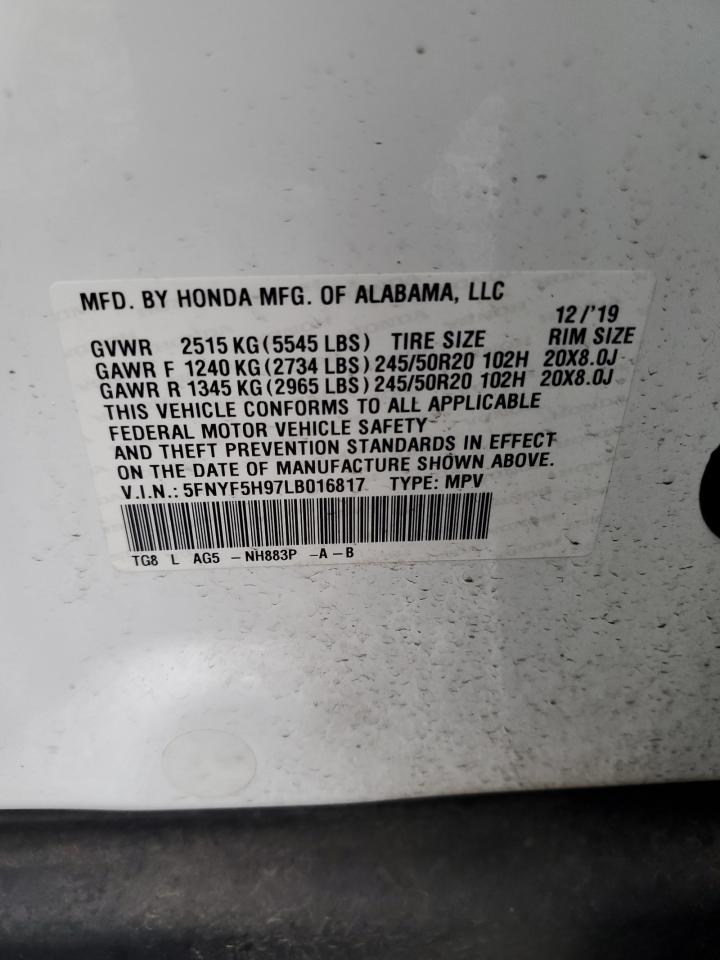 MFD. BY HONDA MFG. OF ALABAMA, LLC
12/'19
GVWR 2515 KG (5545 LBS) TIRE SIZE RIM SIZE
GAWR F 1240 KG (2734 LBS) 245/50R20 102H 20X8.0J
GAWR R 1345 KG (2965 LBS) 245/50R20 102H 20X8.0J
THIS VEHICLE CONFORMS TO ALL APPLICABLE
FEDERAL MOTOR VEHICLE SAFETY
AND THEFT PREVENTION STANDARDS IN EFFECT
ON THE DATE OF MANUFACTURE SHOWN ABOVE.
V.I.N.: 5FNYF5H97LB016817 TYPE: MPV
TG8 L AG5 -NH883P -A-B